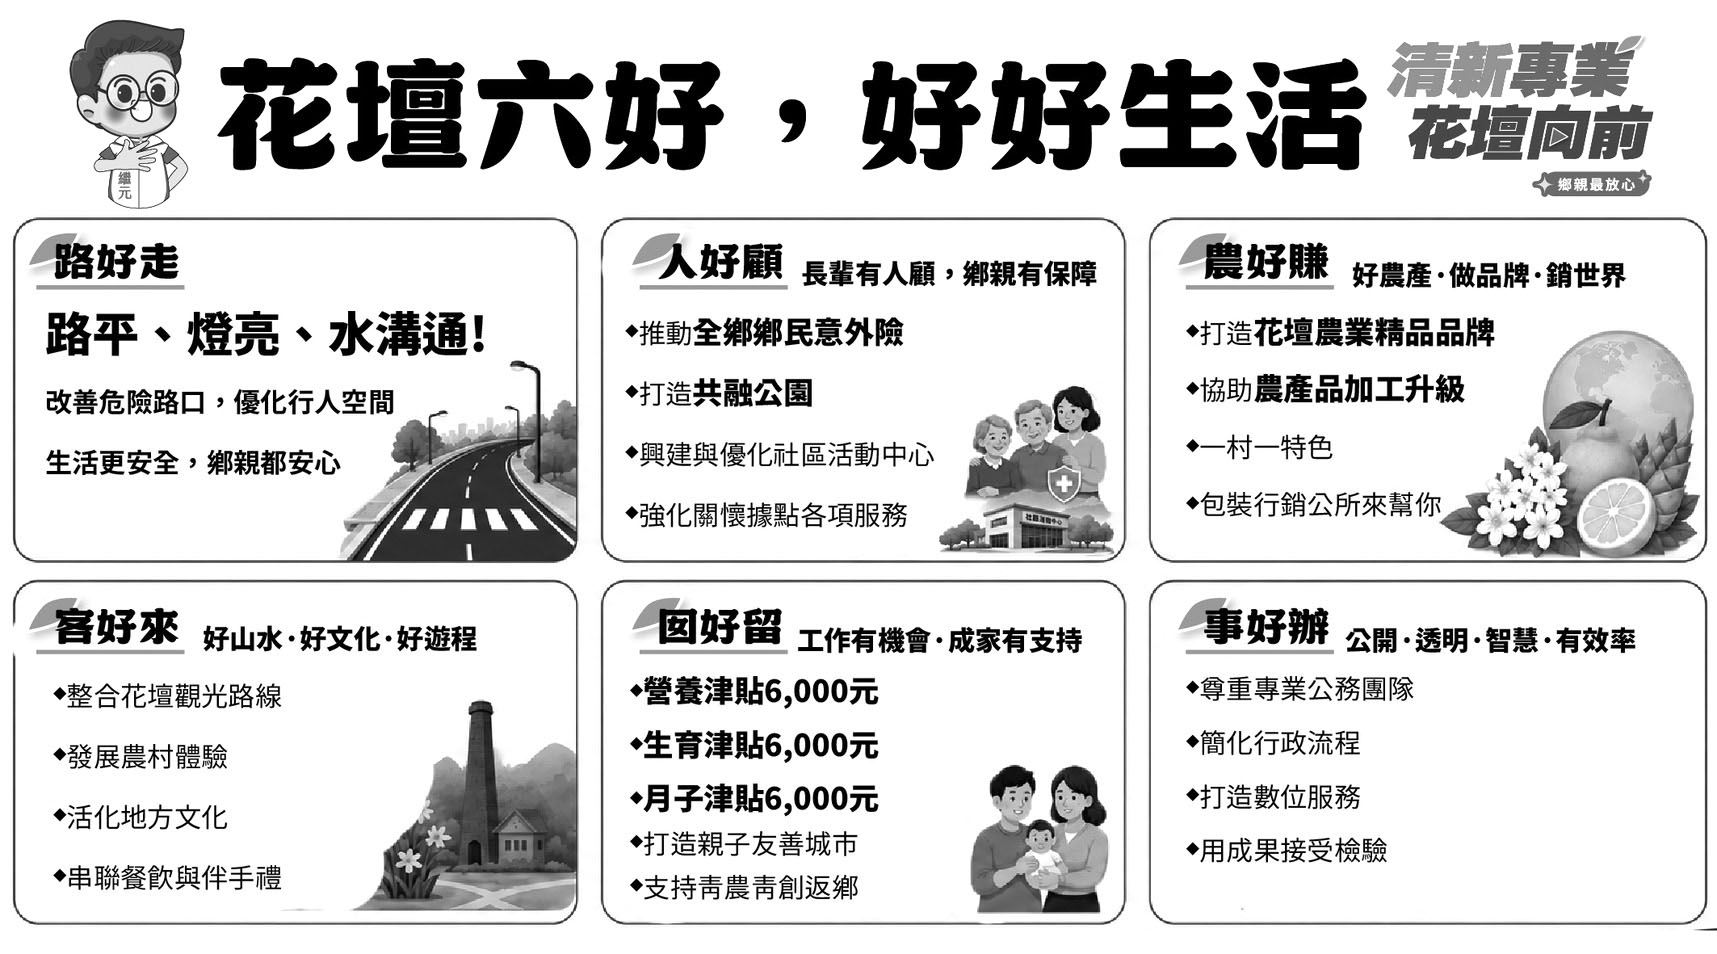 繼元
花壇六好，好好生活
清新專業
花壇向前
鄉親最放心
路好走
路平、燈亮、水溝通！
改善危險路口，優化行人空間
生活更安全，鄉親都安心
人好顧 長輩有人顧，鄉親有保障
◆推動全鄉鄉民意外險
◆打造共融公園
◆興建與優化社區活動中心
◆強化關懷據點各項服務
社區活動中心
農好賺 好農產·做品牌·銷世界
◆打造花壇農業精品品牌
◆協助農產品加工升級
◆一村一特色
◆包裝行銷公所來幫你
客好來 好山水·好文化·好遊程
◆整合花壇觀光路線
◆發展農村體驗
◆活化地方文化
◆串聯餐飲與伴手禮
囡好留 工作有機會·成家有支持
◆營養津貼6,000元
◆生育津貼6,000元
◆月子津貼6,000元
◆打造親子友善城市
◆支持青農青創返鄉
事好辦 公開·透明·智慧·有效率
◆尊重專業公務團隊
◆簡化行政流程
◆打造數位服務
◆用成果接受檢驗